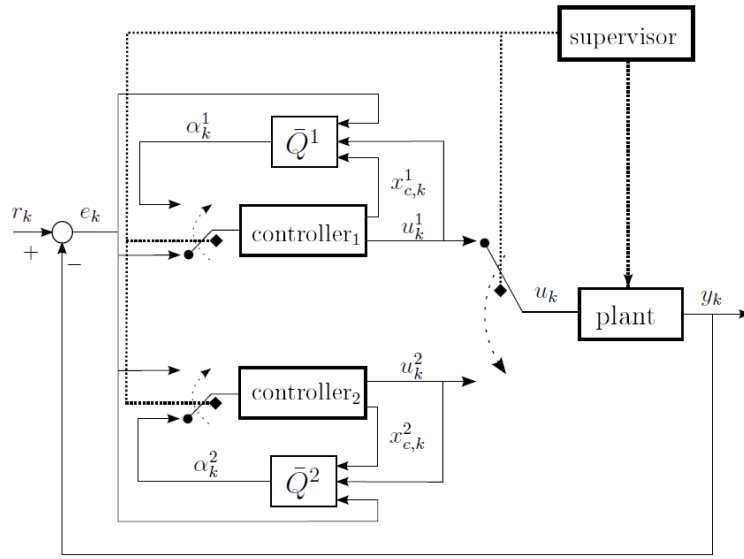 supervisor
α_k^1
Q̄^1
x_{c,k}^1
r_k
e_k
+
−
controller_1
u_k^1
u_k
plant
y_k
controller_2
u_k^2
x_{c,k}^2
α_k^2
Q̄^2